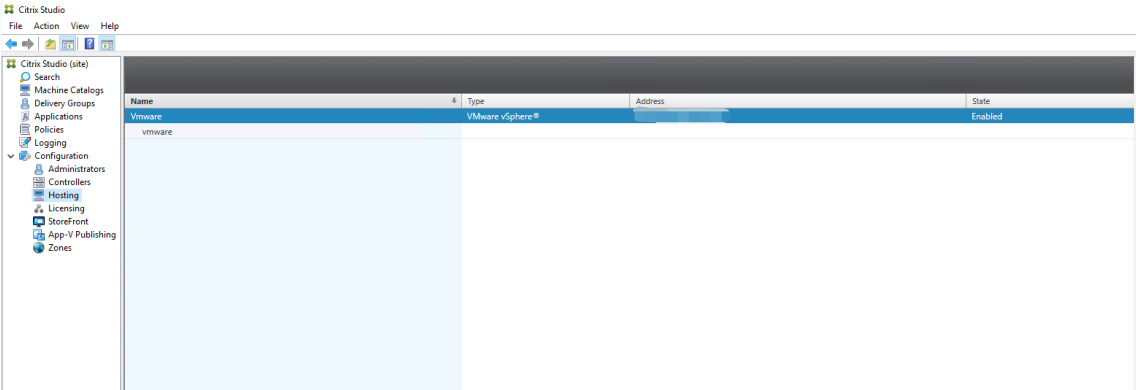 Citrix Studio
File Action View Help
Citrix Studio (site)
Search
Machine Catalogs
Delivery Groups
Applications
Policies
Logging
Configuration
Administrators
Controllers
Hosting
Licensing
StoreFront
App-V Publishing
Zones
Name Type Address State
Vmware VMware vSphere® Enabled
vmware